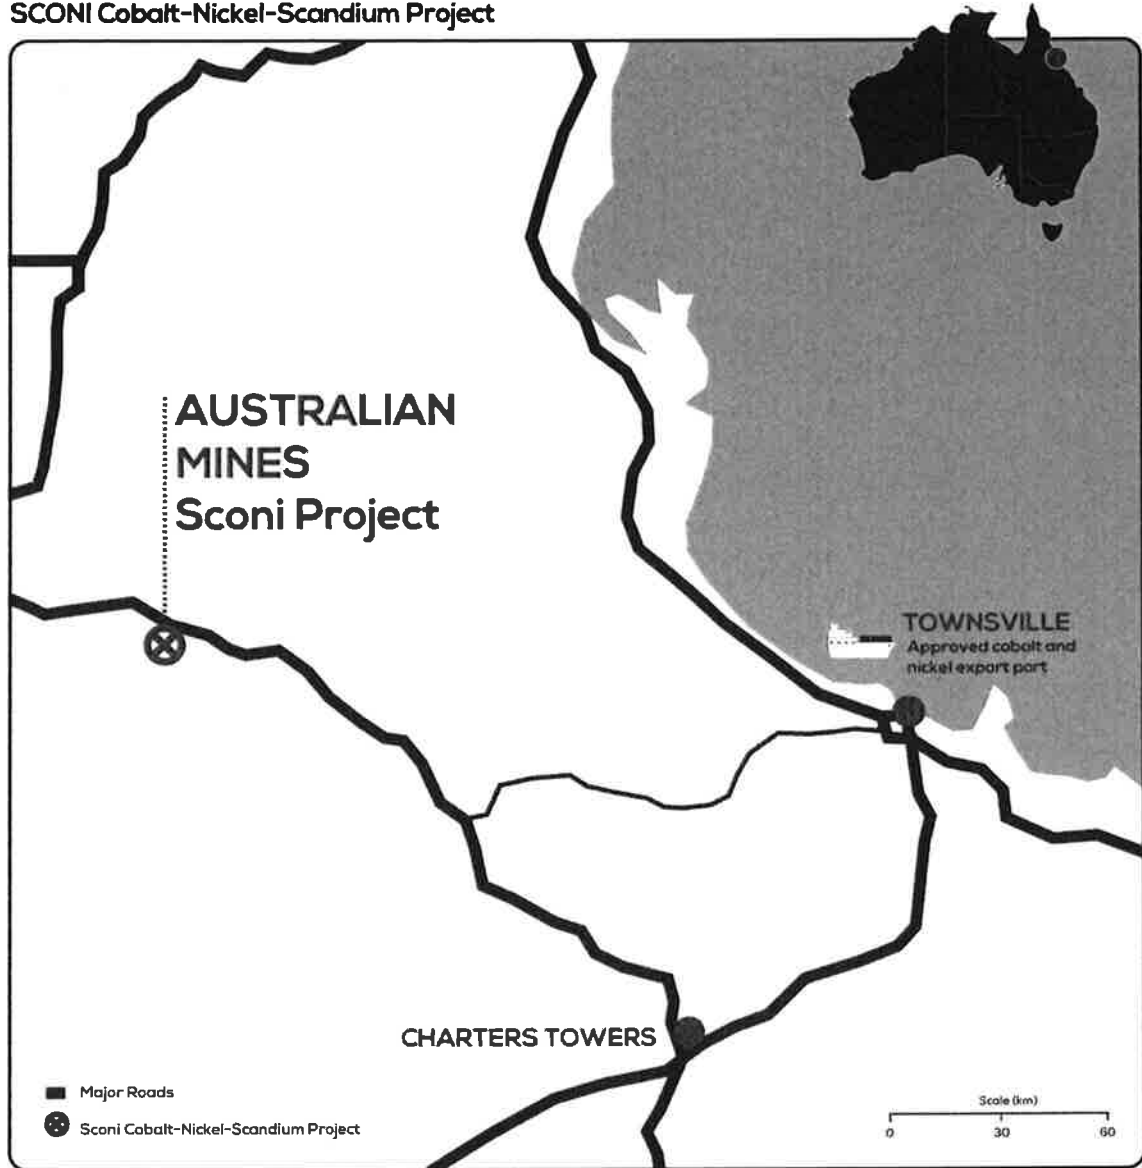 SCONI Cobalt-Nickel-Scandium Project
AUSTRALIAN
MINES
Sconi Project
TOWNSVILLE
Approved cobalt and
nickel export port
CHARTERS TOWERS
Major Roads
Sconi Cobalt-Nickel-Scandium Project
Scale (km)
0 30 60